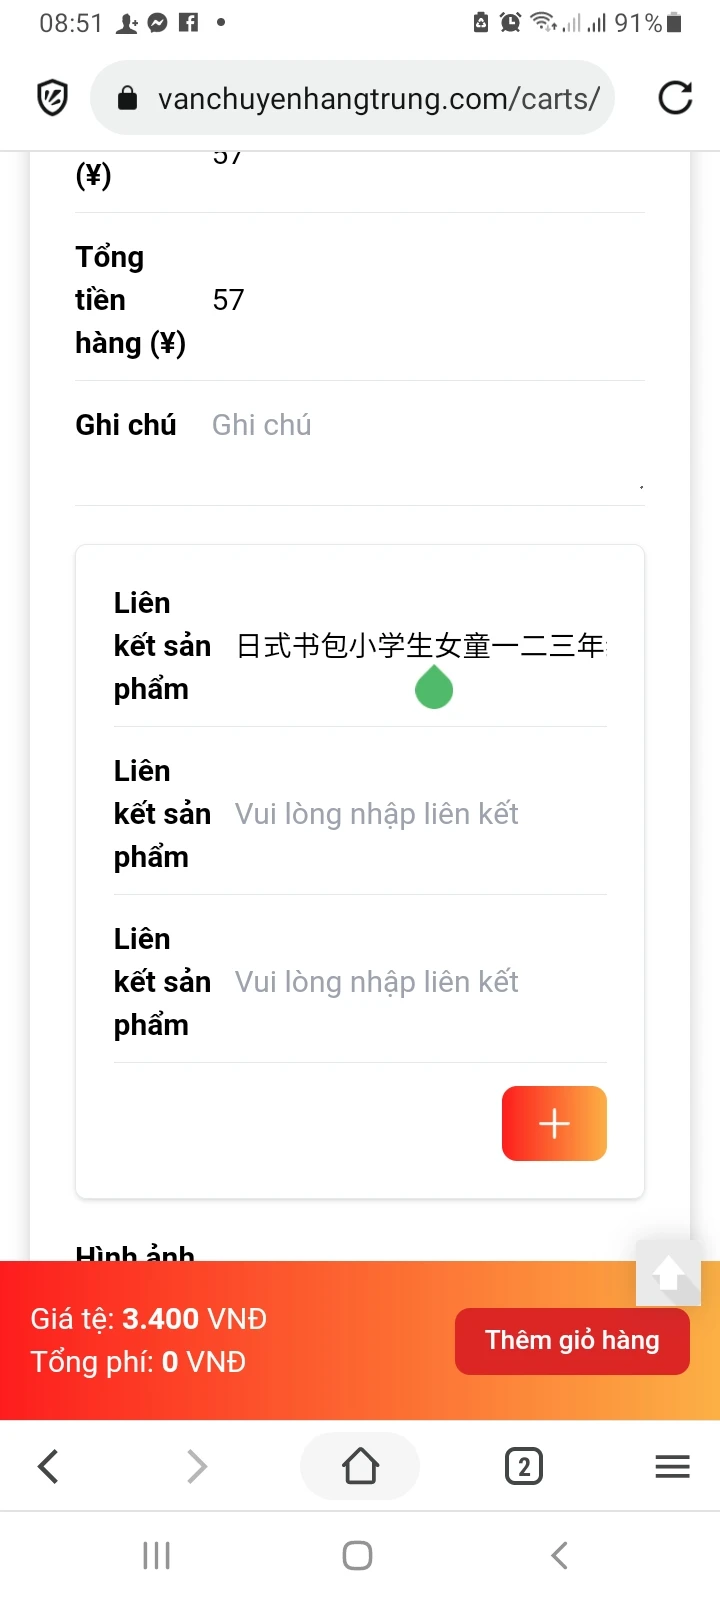 08:51
91%
vanchuyenhangtrung.com/carts/
(¥)
57
Tổng
tiền
hàng (¥)
57
Ghi chú
Ghi chú
Liên
kết sản
phẩm
日式书包小学生女童一二三年
Liên
kết sản
phẩm
Vui lòng nhập liên kết
Liên
kết sản
phẩm
Vui lòng nhập liên kết
Hình ảnh
Giá tệ: 3.400 VNĐ
Tổng phí: 0 VNĐ
Thêm giỏ hàng
2